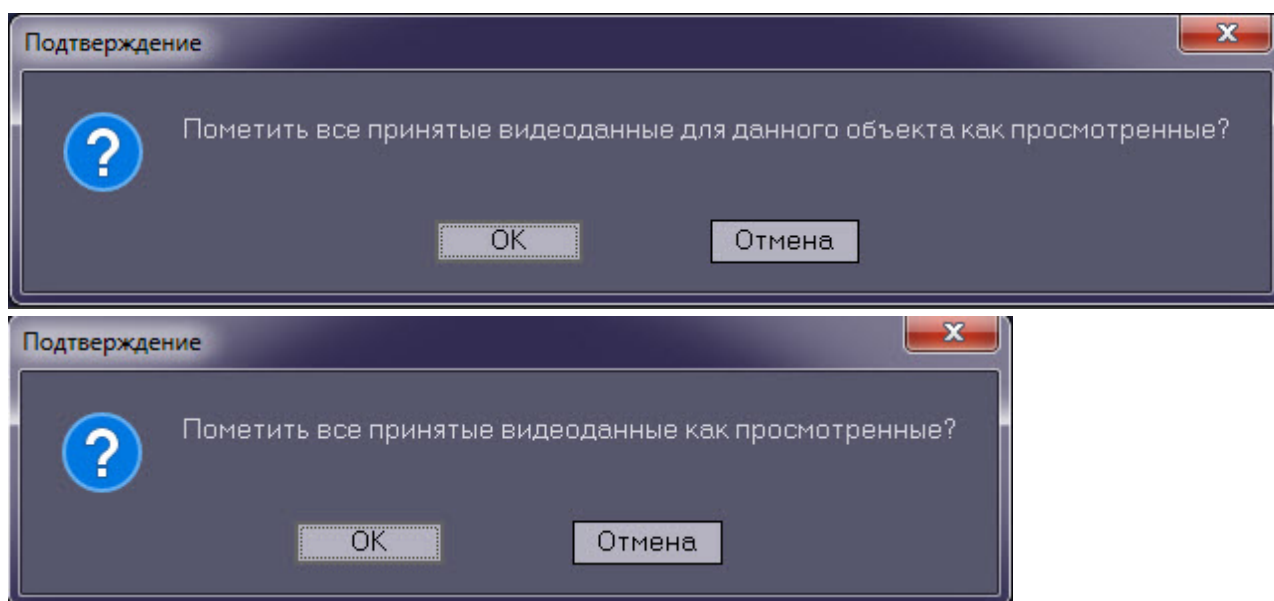 Подтверждение
Пометить все принятые видеоданные для данного объекта как просмотренные?
OK Отмена
Подтверждение
Пометить все принятые видеоданные как просмотренные?
OK Отмена